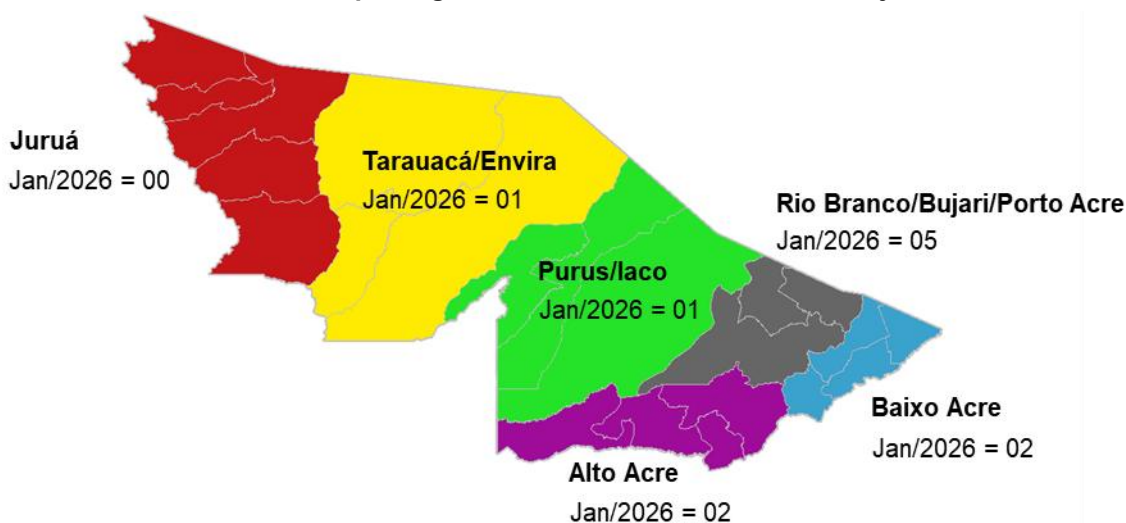 Juruá
Jan/2026 = 00
Tarauacá/Envira
Jan/2026 = 01
Rio Branco/Bujari/Porto Acre
Jan/2026 = 05
Purus/Iaco
Jan/2026 = 01
Baixo Acre
Jan/2026 = 02
Alto Acre
Jan/2026 = 02